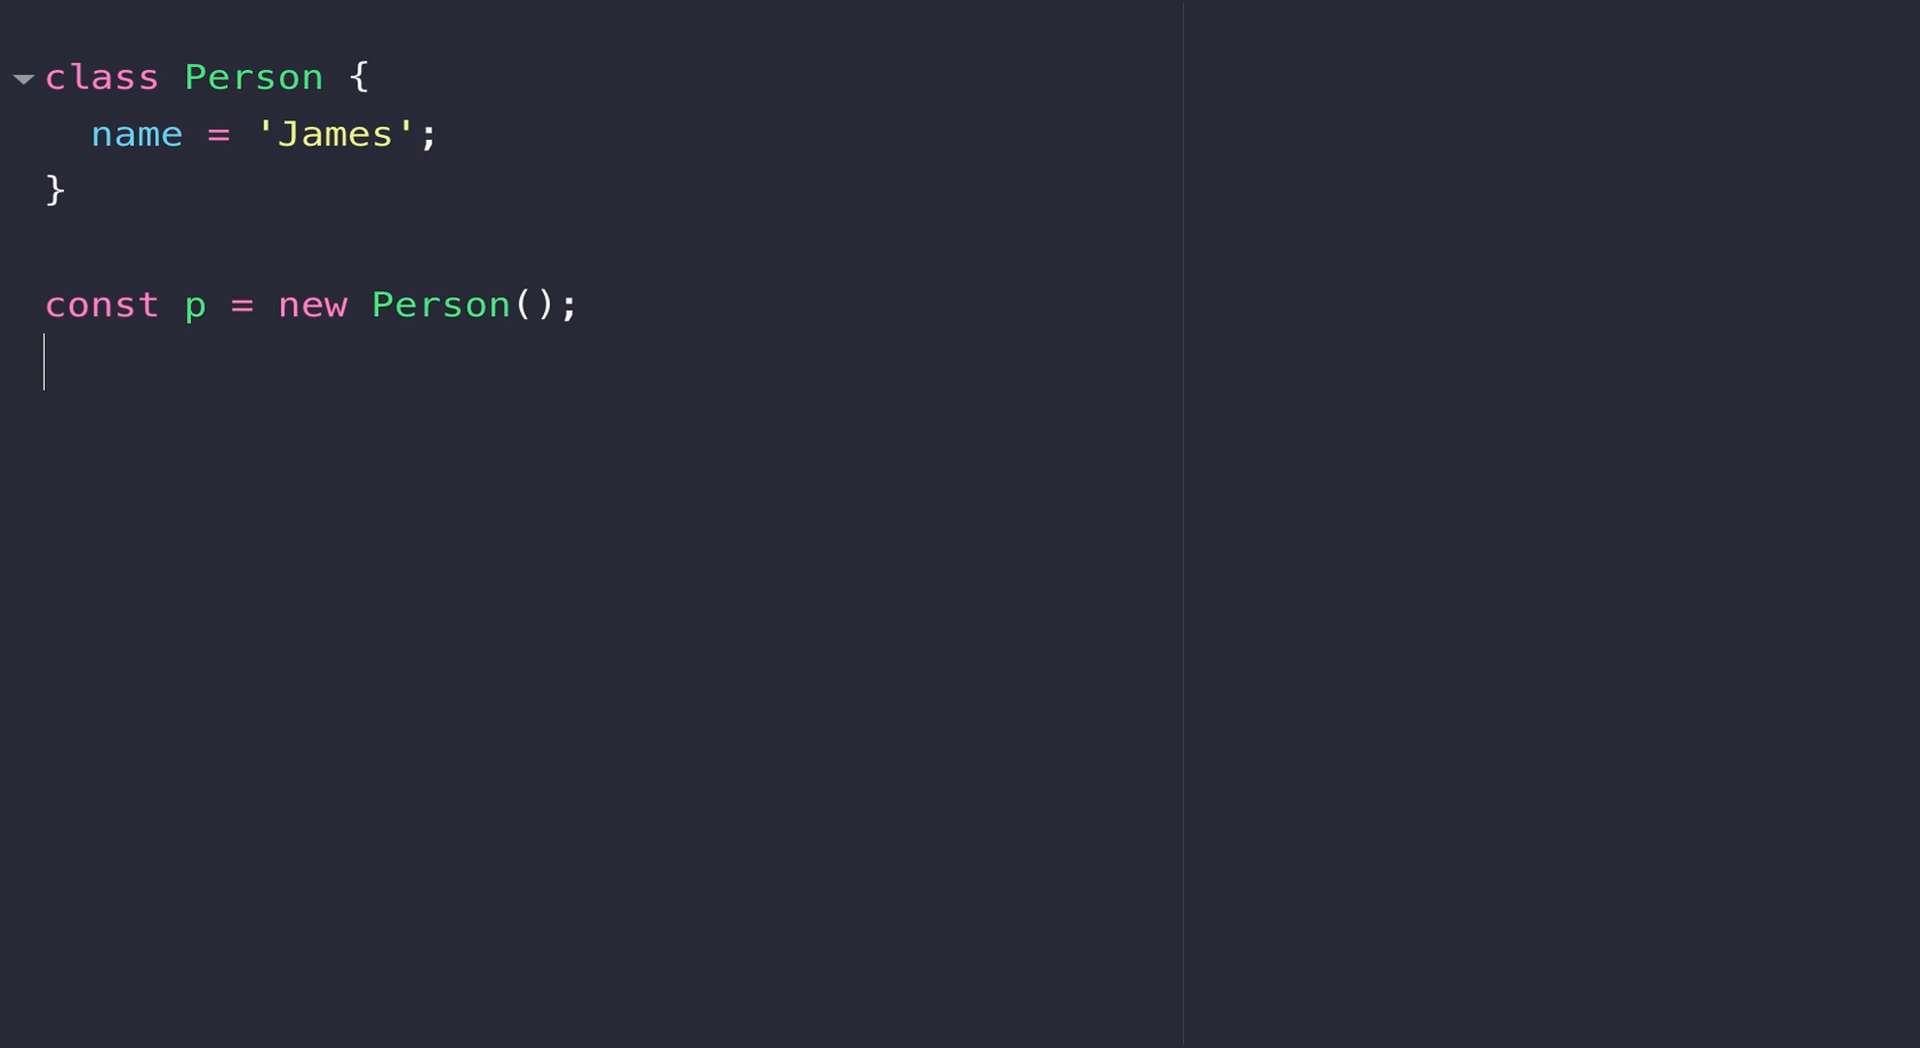 class Person {
  name = 'James';
}

const p = new Person();